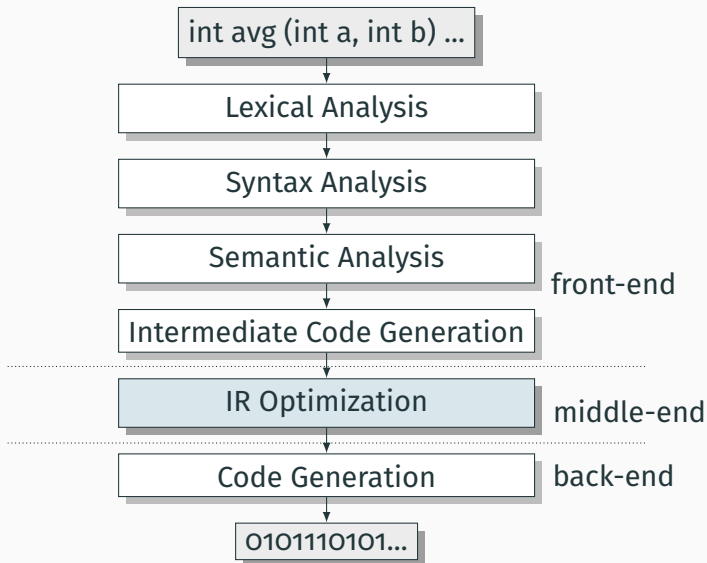 int avg (int a, int b) ...
Lexical Analysis
Syntax Analysis
Semantic Analysis
front-end
Intermediate Code Generation
IR Optimization
middle-end
Code Generation
back-end
0101110101...